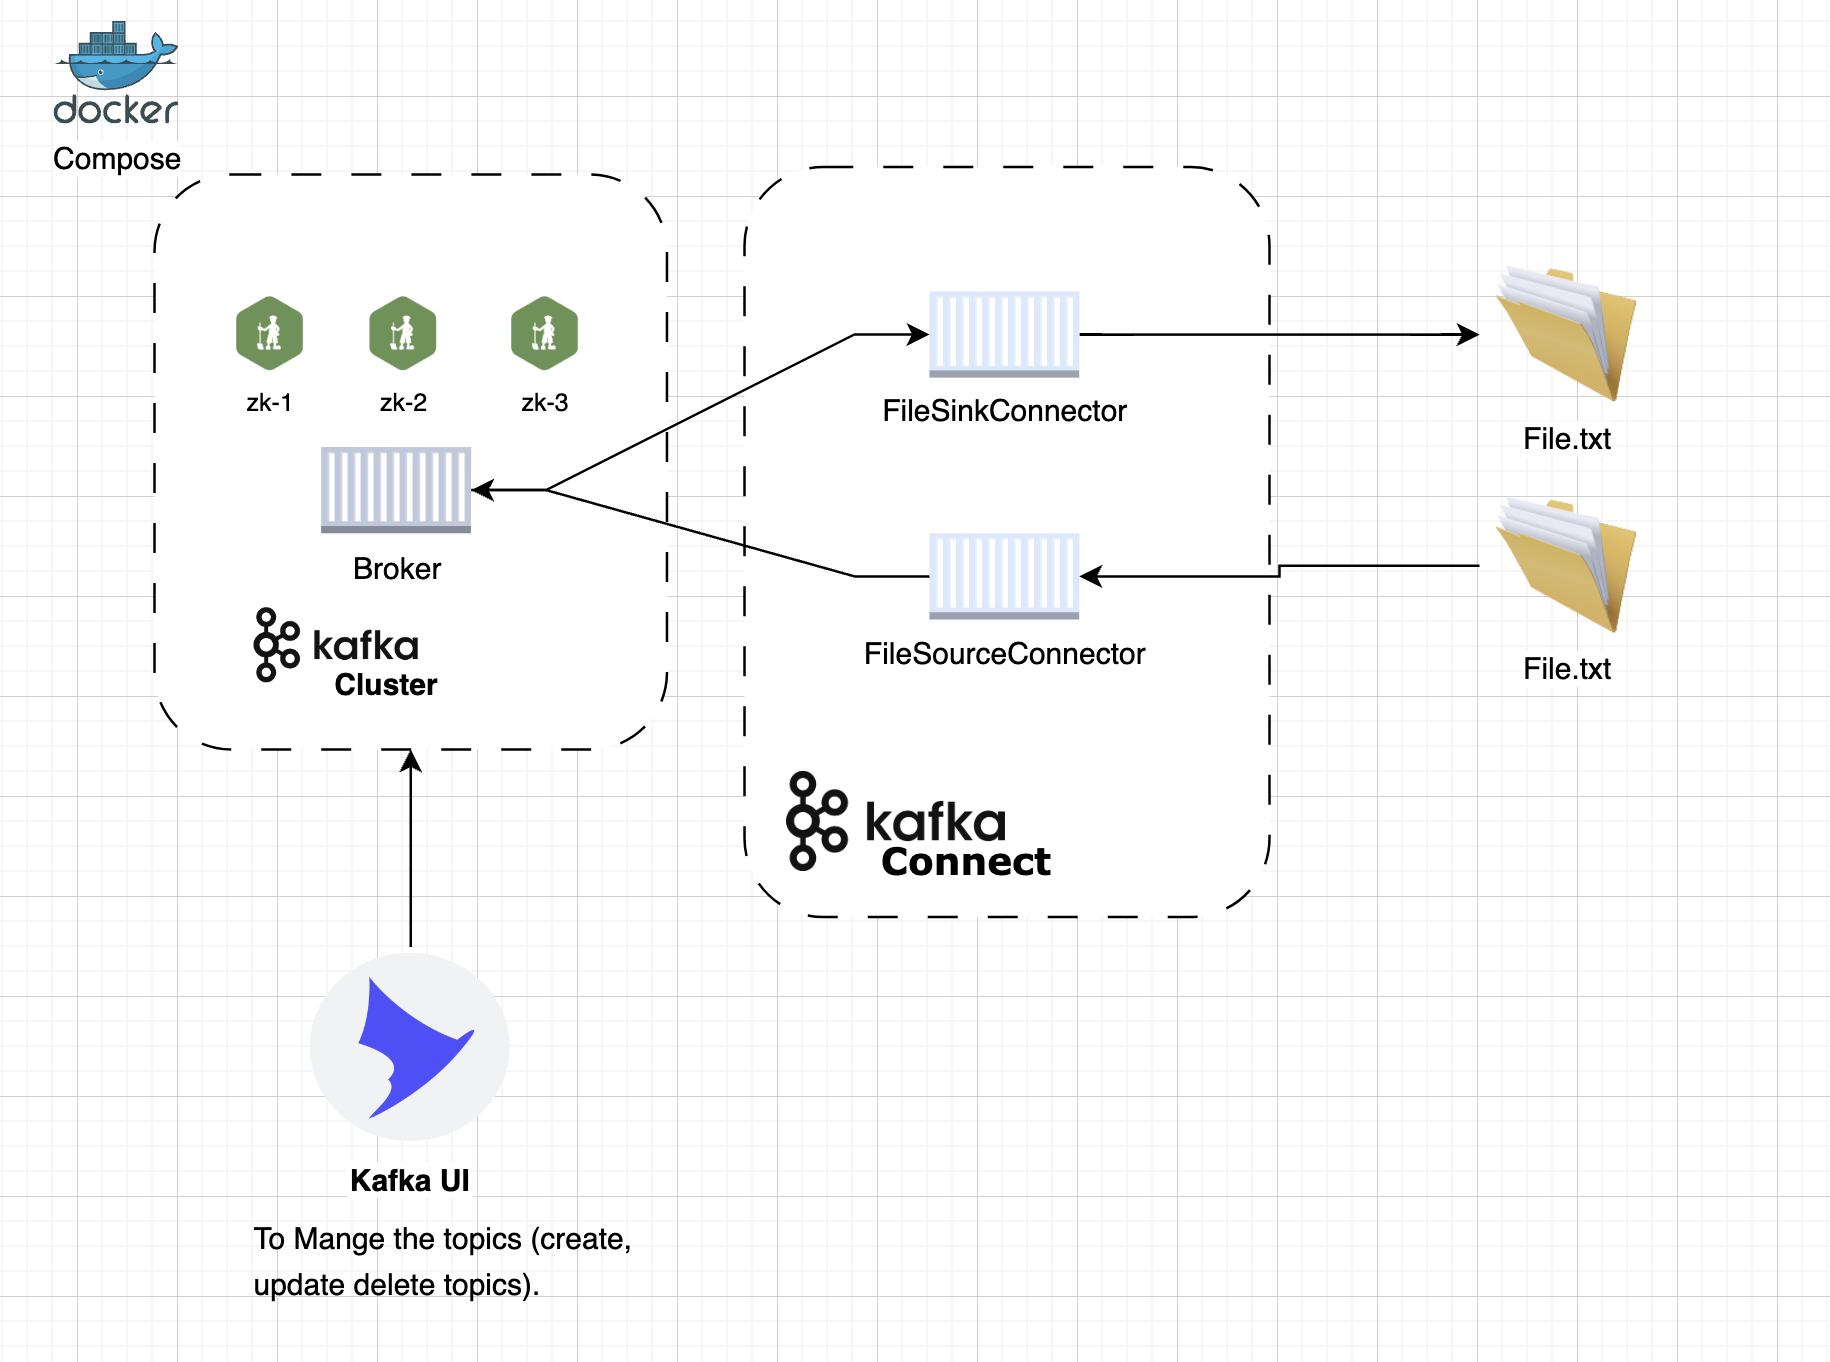 docker
Compose
zk-1
zk-2
zk-3
Broker
kafka
Cluster
FileSinkConnector
FileSourceConnector
kafka
Connect
File.txt
File.txt
Kafka UI
To Mange the topics (create,
update delete topics).